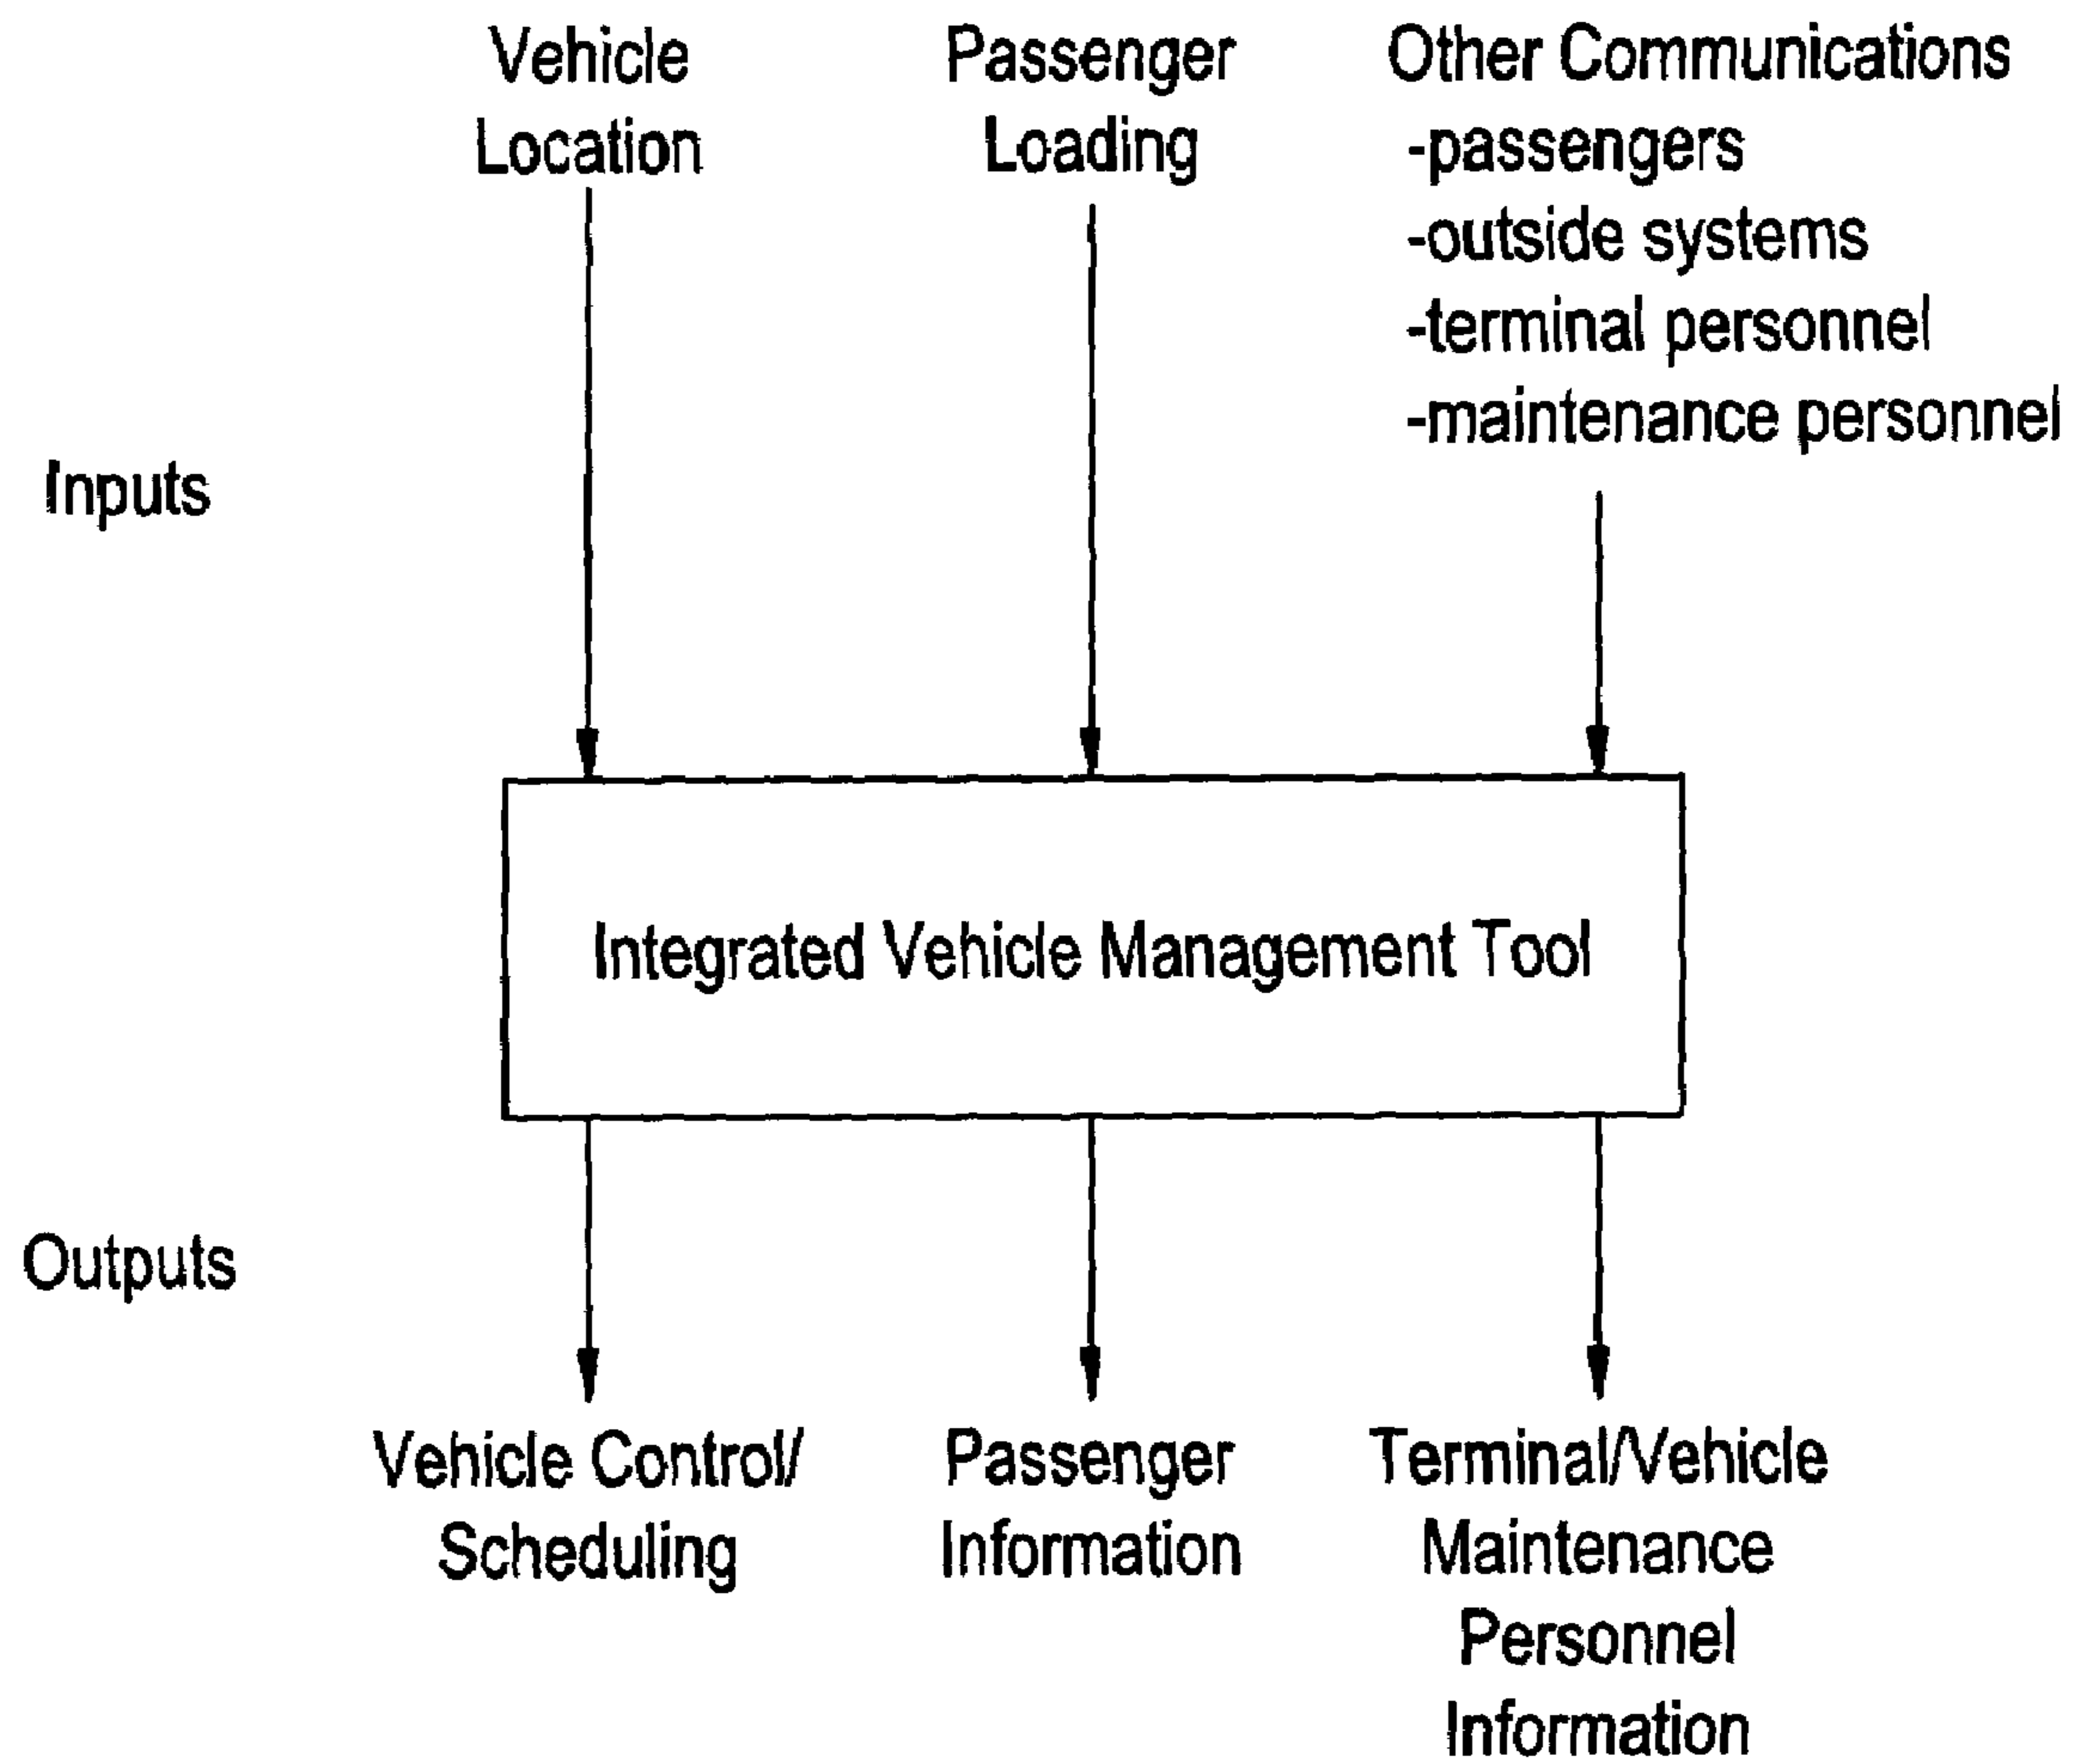 Vehicle
Location
Passenger
Loading
Other Communications
-passengers
-outside systems
-terminal personnel
-maintenance personnel
Inputs
Integrated Vehicle Management Tool
Outputs
Vehicle Control/
Scheduling
Passenger
Information
Terminal/Vehicle
Maintenance
Personnel
Information